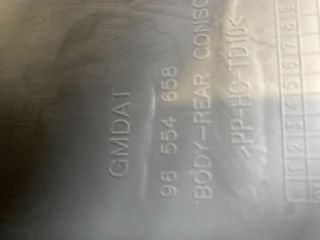 GMDAT
96 554 658
BODY-REAR CONSO
>PP-HC-TD10<
1 2 3 4 5 6 7 8 9